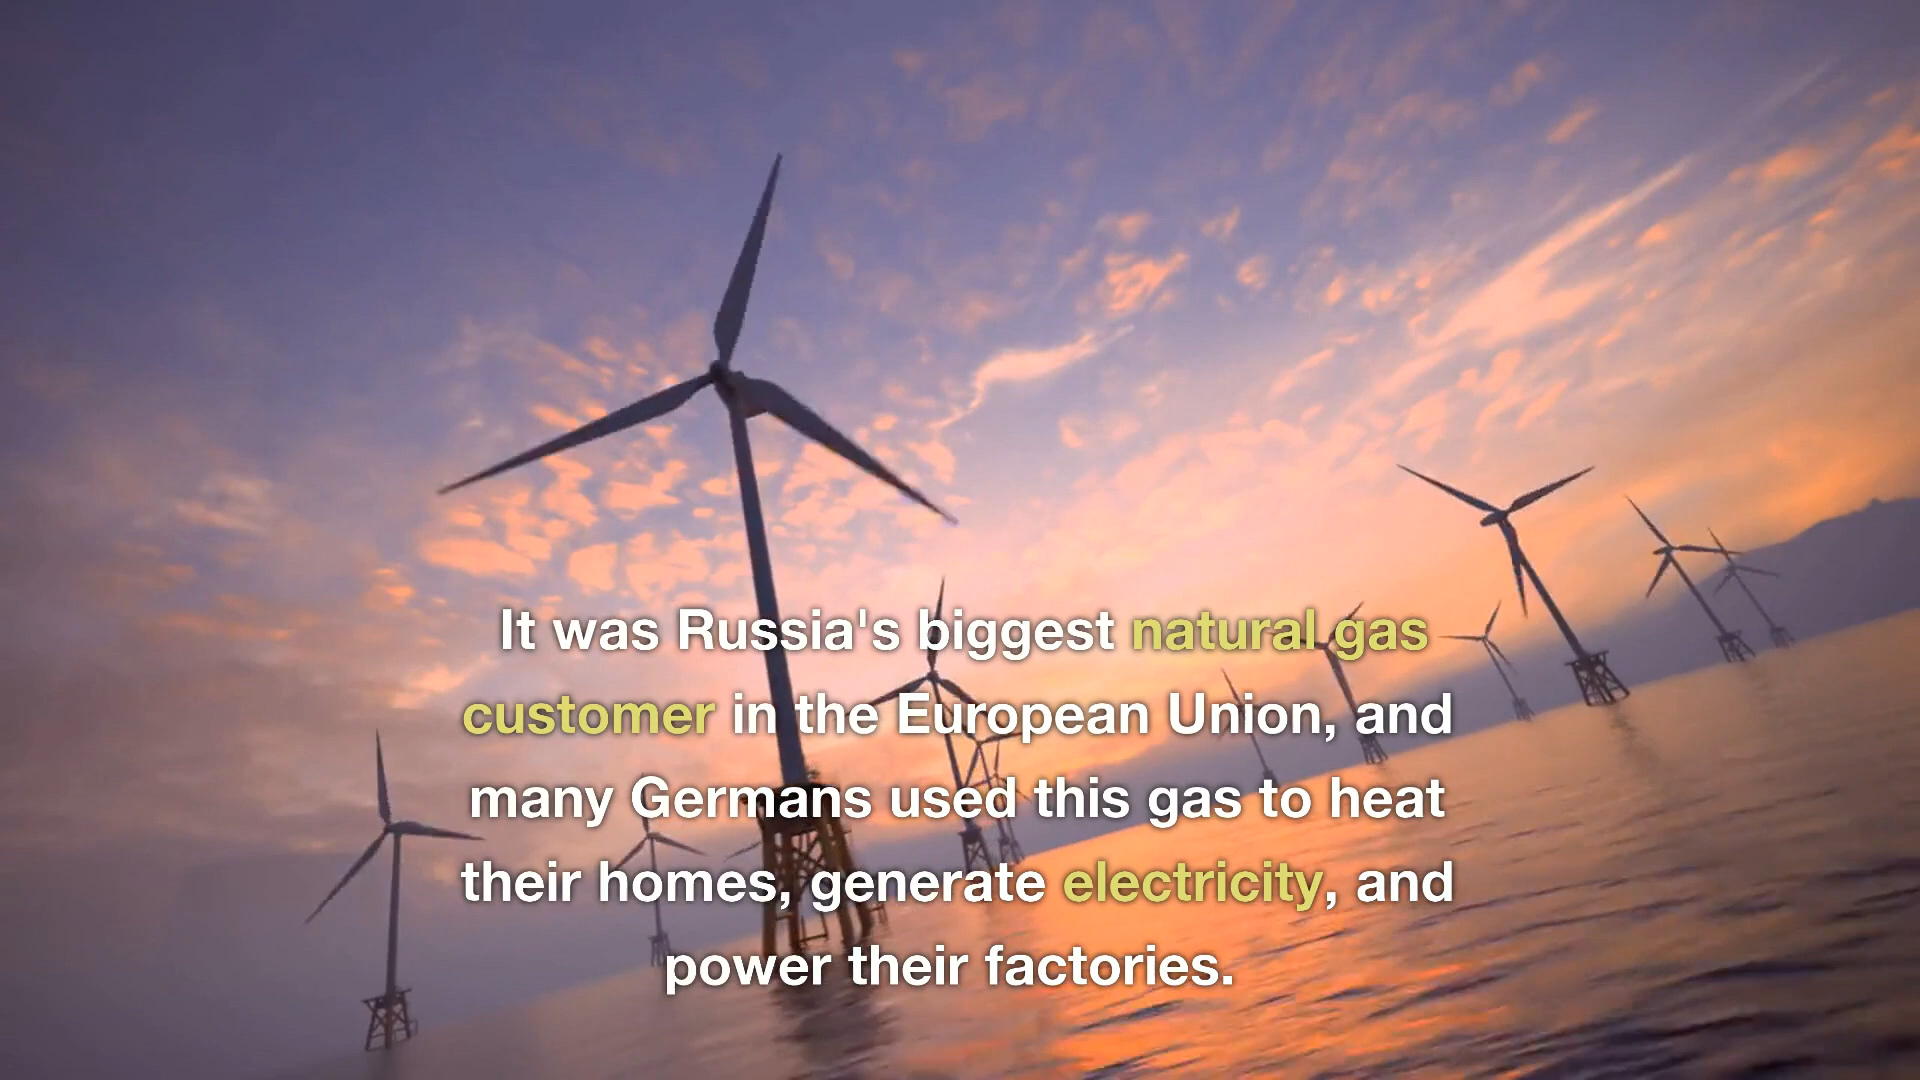 It was Russia's biggest natural gas
customer in the European Union, and
many Germans used this gas to heat
their homes, generate electricity, and
power their factories.